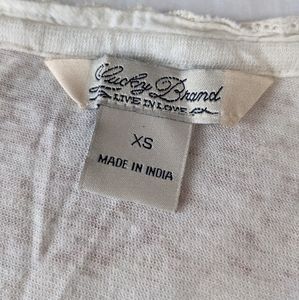 Lucky Brand
LIVE IN LOVE
XS
MADE IN INDIA